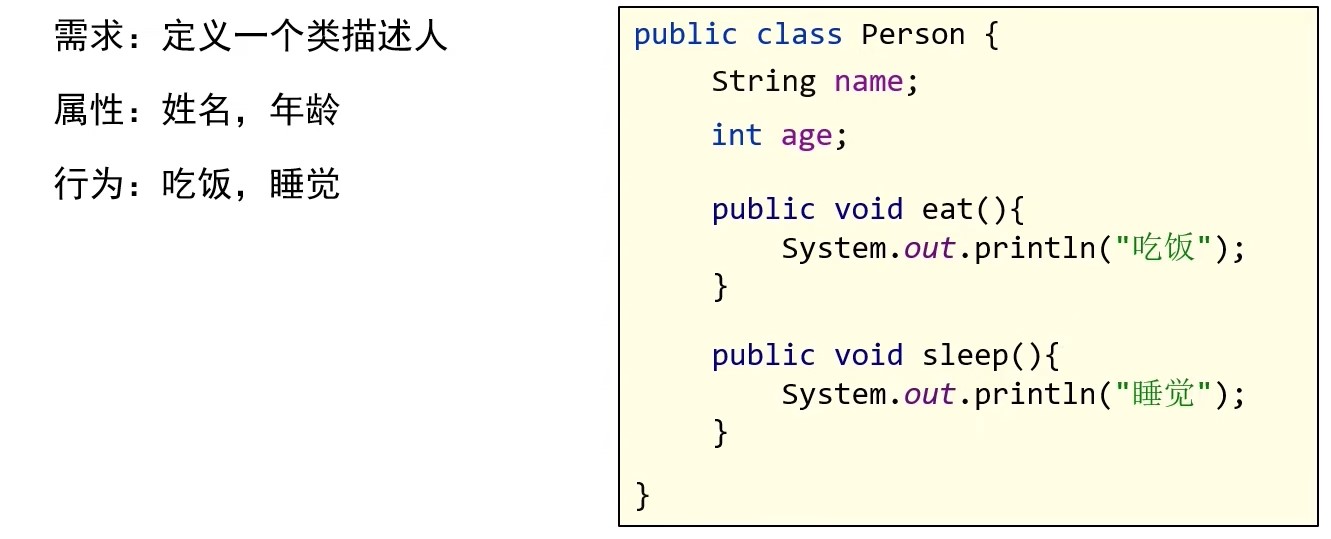 需求：定义一个类描述人
属性：姓名，年龄
行为：吃饭，睡觉
public class Person {
String name;
int age;
public void eat(){
System.out.println("吃饭");
}
public void sleep(){
System.out.println("睡觉");
}
}